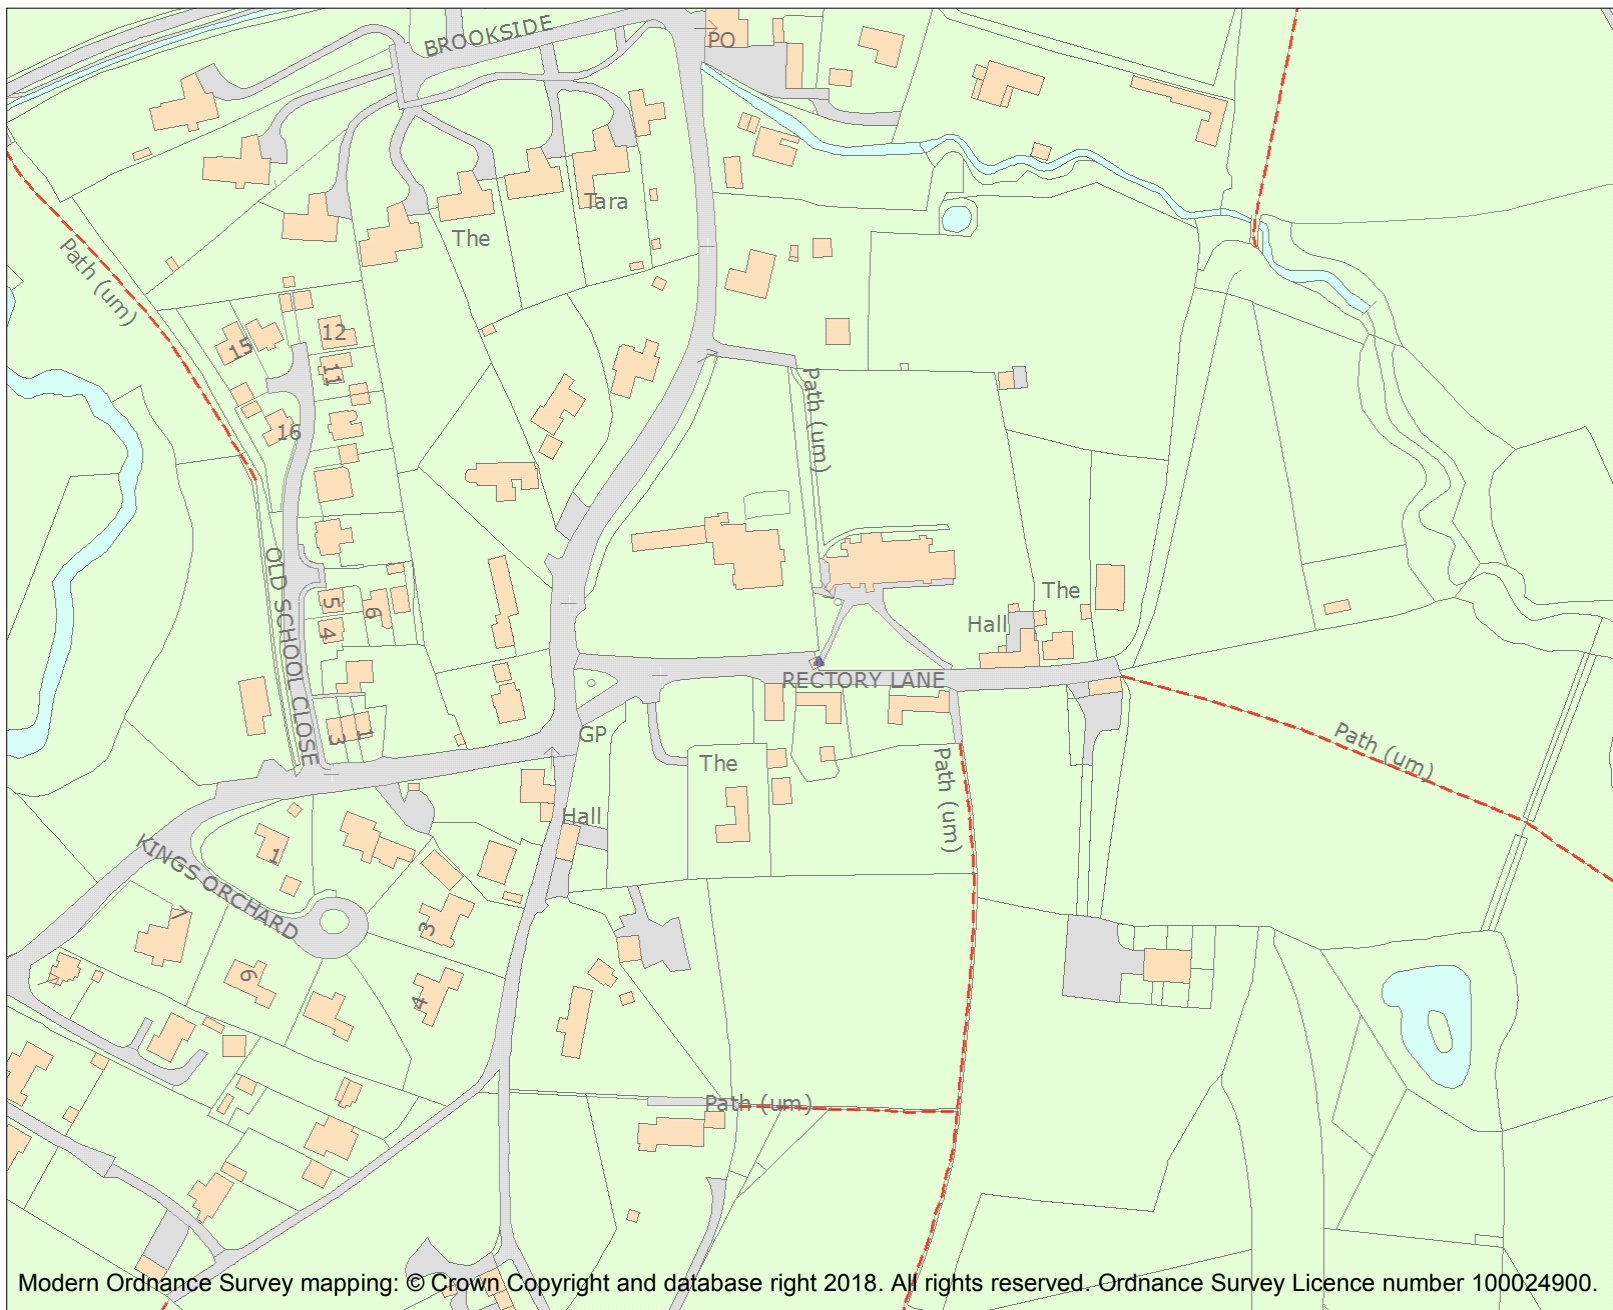 BROOKSIDE
PO
Tara
The
Path (um)
12
15
11
16
Path (um)
OLD SCHOOL CLOSE
5
6
4
The
Hall
RECTORY LANE
3
1
GP
The
Path (um)
Path (um)
Hall
KINGS ORCHARD
1
7
3
6
4
Path (um)
Modern Ordnance Survey mapping: © Crown Copyright and database right 2018. All rights reserved. Ordnance Survey Licence number 100024900.